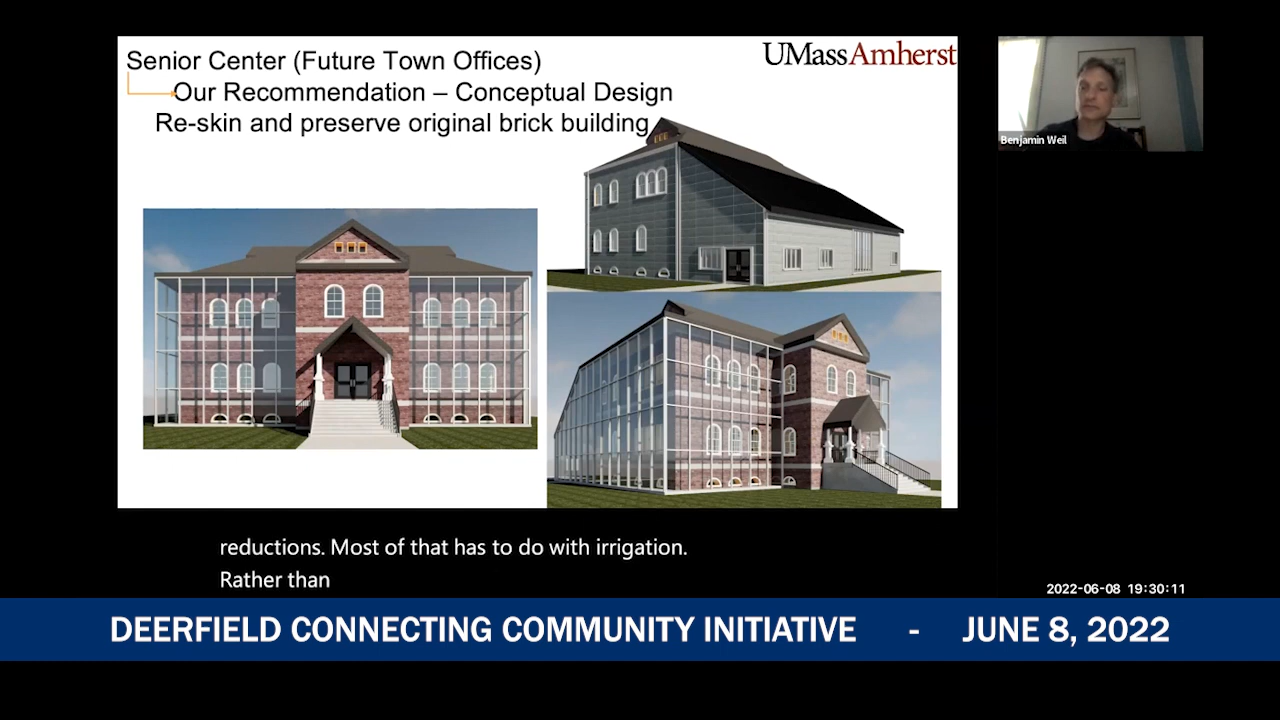 Senior Center (Future Town Offices)
UMassAmherst
Our Recommendation – Conceptual Design
Re-skin and preserve original brick building
Benjamin Weil
reductions. Most of that has to do with irrigation.
Rather than
2022-06-08 19:30:11
DEERFIELD CONNECTING COMMUNITY INITIATIVE - JUNE 8, 2022